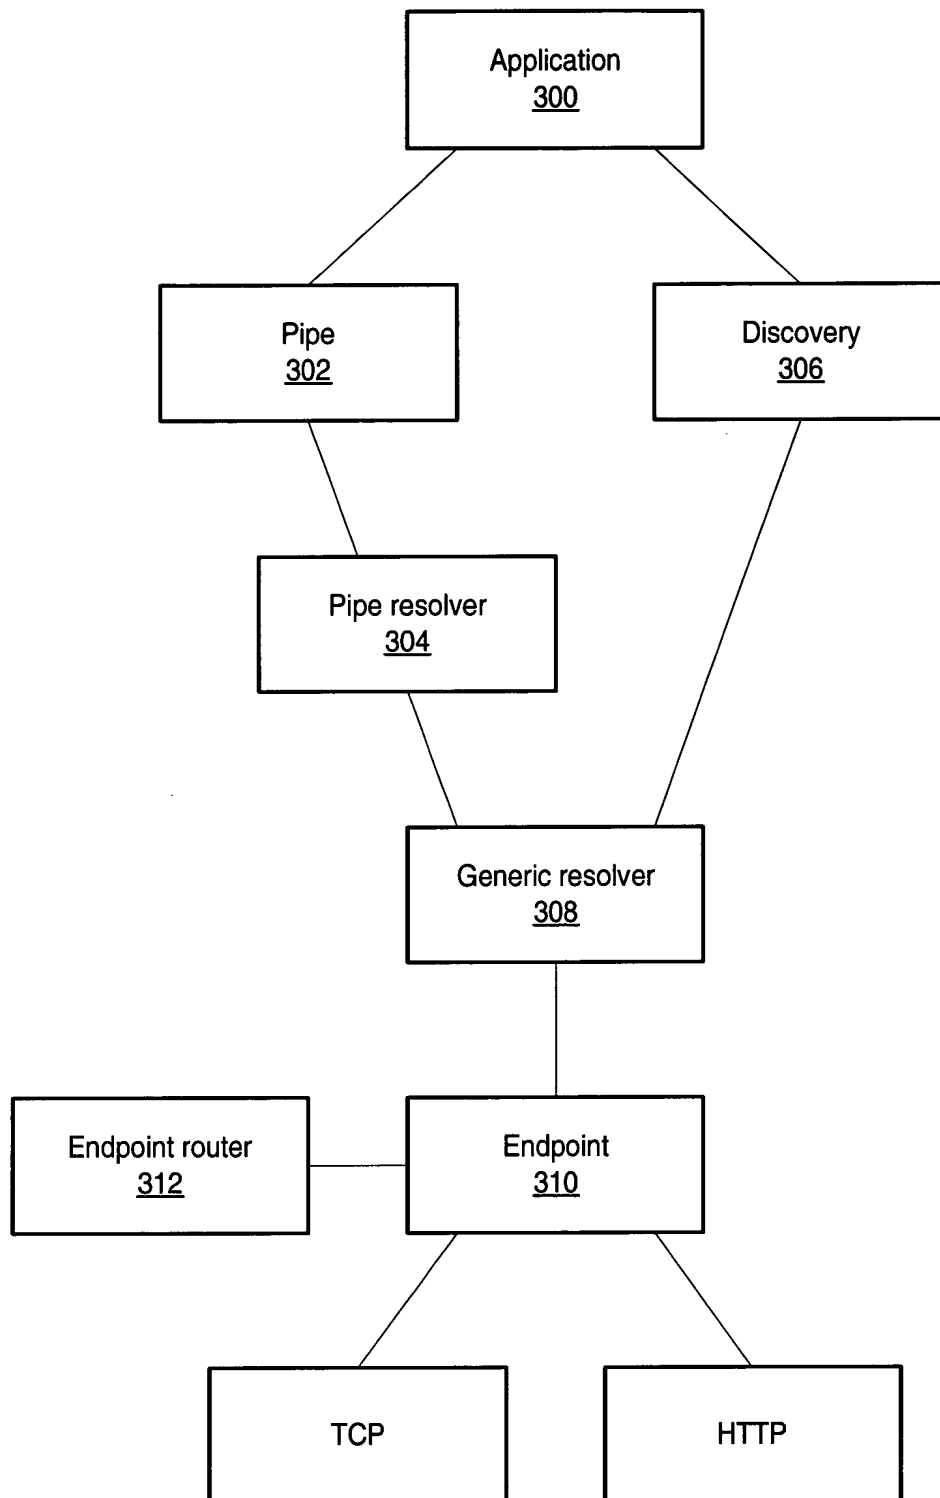 Application
300
Pipe
302
Discovery
306
Pipe resolver
304
Generic resolver
308
Endpoint router
312
Endpoint
310
TCP
HTTP